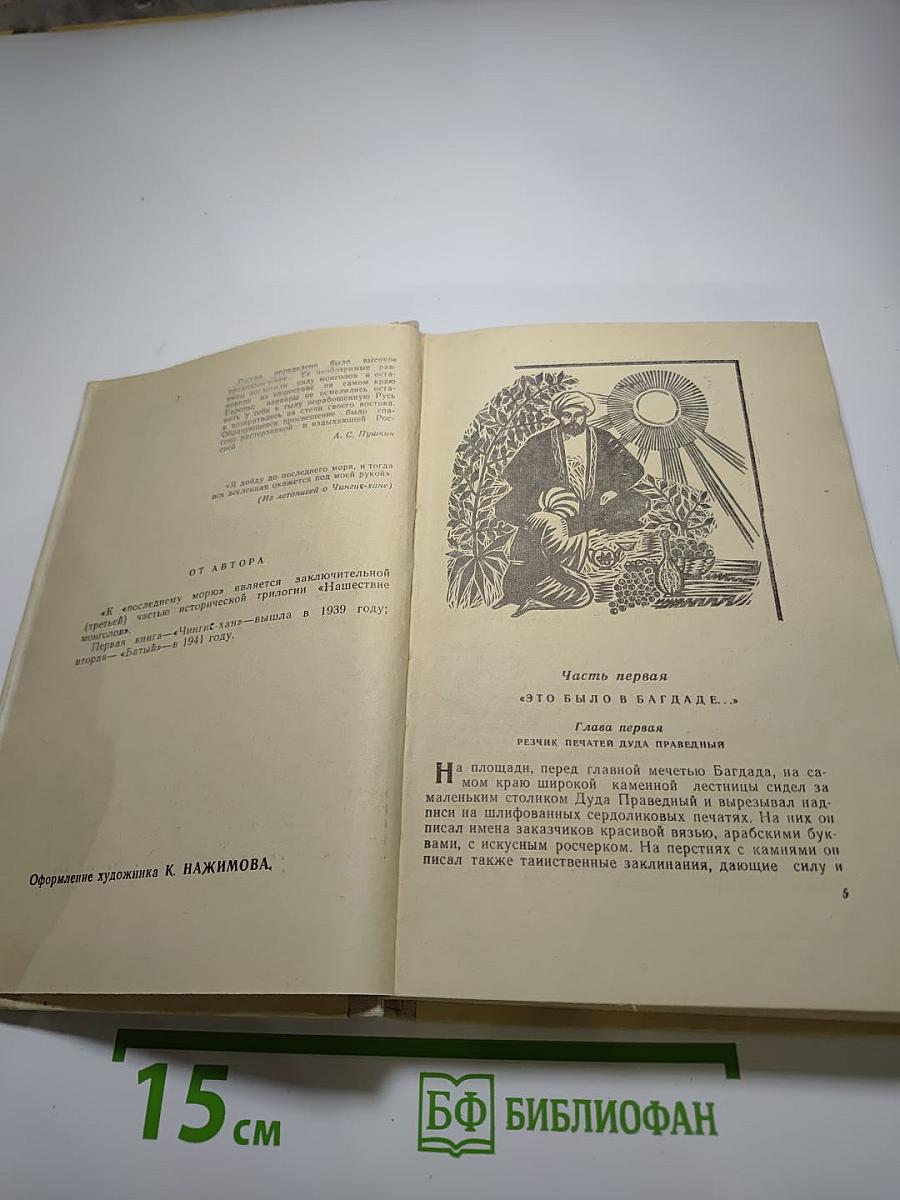 России определено было высокое
предназначение. Ее необозримые рав-
нины поглотили силу монголов и оста-
новили их нашествие на самом краю
Европы; варвары не осмелились оста-
вить у себя в тылу порабощенную Русь
и возвратились на степи своего востока.
Образующееся просвещение было спа-
сено растерзанной и издыхающей Рос-
сией
А. С. Пушкин
«Я дойду до последнего моря, и тогда
вся вселенная окажется под моей рукой».
(Из летописей о Чингиc-хане)
ОТ АВТОРА
«К «последнему морю» является заключительной
(третьей) частью исторической трилогии «Нашествие
монголов».
Первая книга—«Чингиc-хан»—вышла в 1939 году;
вторая— «Батый»—в 1941 году.
Оформление художника К. НАЖИМОВА.
Часть первая
«ЭТО БЫЛО В БАГДАДЕ...»
Глава первая
РЕЗЧИК ПЕЧАТЕЙ ДУДА ПРАВЕДНЫЙ
На площади, перед главной мечетью Багдада, на са-
мом краю широкой каменной лестницы сидел за
маленьким столиком Дуда Праведный и вырезывал над-
писи на шлифованных сердоликовых печатях. На них он
писал имена заказчиков красивой вязью, арабскими бук-
вами, с искусным росчерком. На перстнях с камнями он
писал также таинственные заклинания, дающие силу и
5
15 см
БФ БИБЛИОФАН